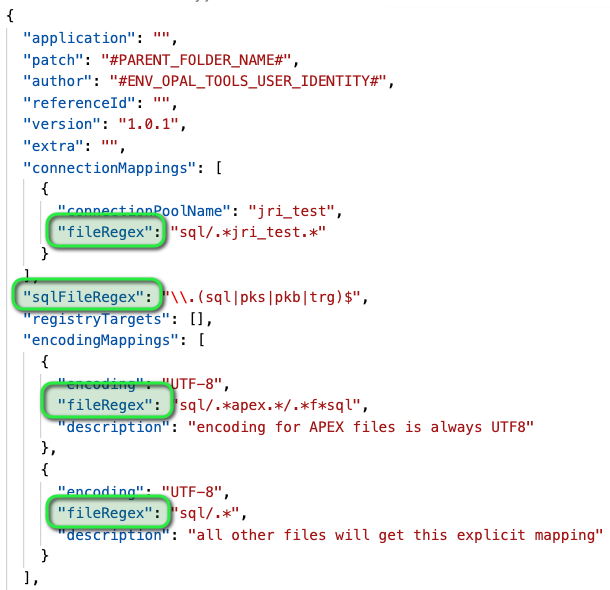 {
"application": "",
"patch": "#PARENT_FOLDER_NAME#",
"author": "#ENV_OPAL_TOOLS_USER_IDENTITY#",
"referenceId": "",
"version": "1.0.1",
"extra": "",
"connectionMappings": [
{
"connectionPoolName": "jri_test",
"fileRegex": "sql/.*jri_test.*"
}
],
"sqlFileRegex": "\\.(sql|pks|pkb|trg)$",
"registryTargets": [],
"encodingMappings": [
{
"encoding": "UTF-8",
"fileRegex": "sql/.*apex.*/.*f*sql",
"description": "encoding for APEX files is always UTF8"
},
{
"encoding": "UTF-8",
"fileRegex": "sql/.*",
"description": "all other files will get this explicit mapping"
}
],